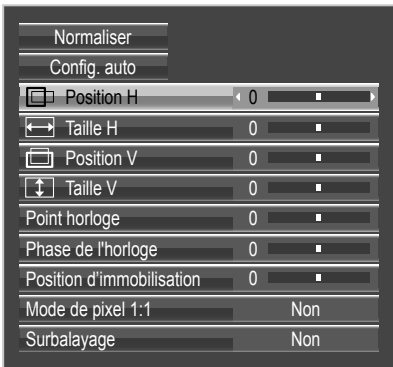 Normaliser
Config. auto
Position H 0
Taille H 0
Position V 0
Taille V 0
Point horloge 0
Phase de l'horloge 0
Position d’immobilisation 0
Mode de pixel 1:1 Non
Surbalayage Non